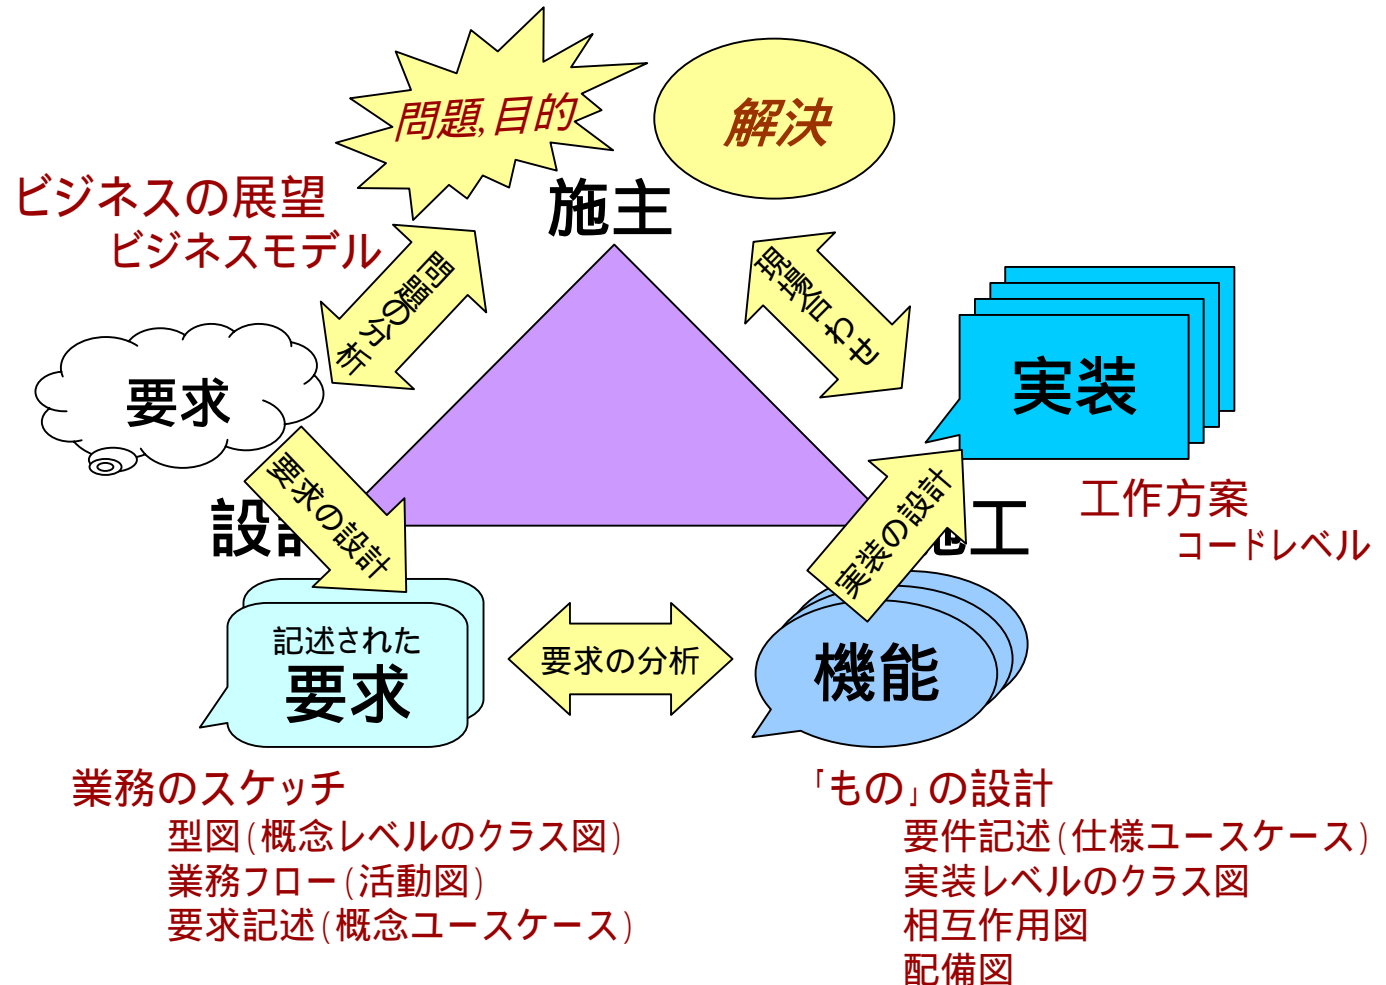 問題,目的
解決
施主
ビジネスの展望
ビジネスモデル
問題の分析
現場合わせ
要求
実装
要求の設計
実装の設計
設計
施工
工作方案
コードレベル
記述された
要求
要求の分析
機能
業務のスケッチ
型図(概念レベルのクラス図)
業務フロー(活動図)
要求記述(概念ユースケース)
「もの」の設計
要件記述(仕様ユースケース)
実装レベルのクラス図
相互作用図
配備図